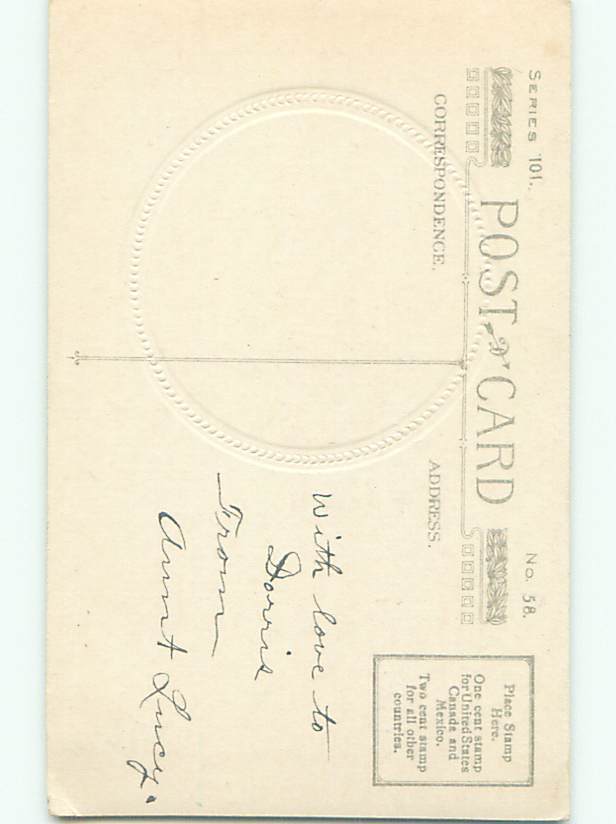 SERIES 101.
No. 58.
POST CARD
CORRESPONDENCE.
ADDRESS.
Place Stamp
Here.
One cent stamp
for United States
Canada and
Mexico.
Two cent stamp
for all other
countries.
With love to
Dorris
From
Aunt Lucy.